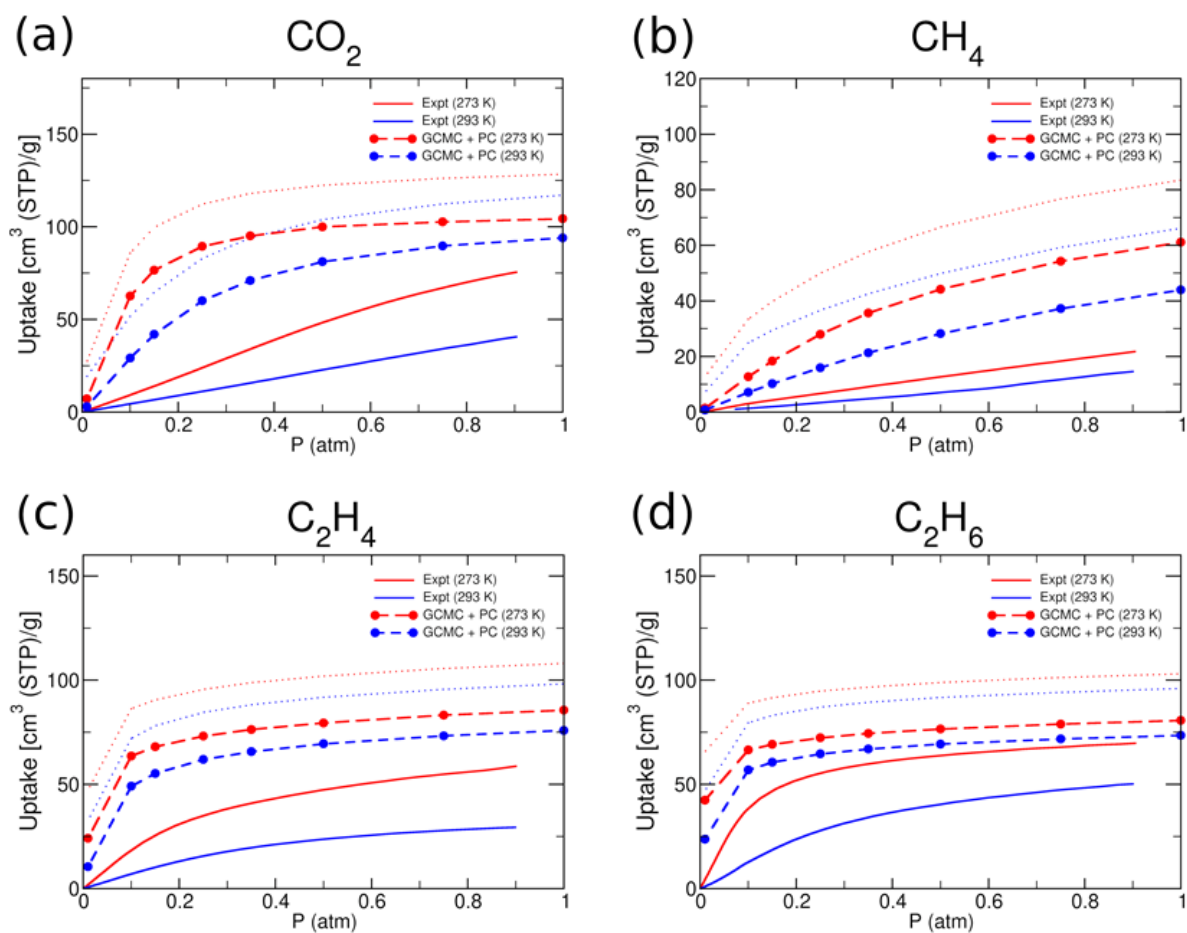 (a) CO2
Uptake [cm3 (STP)/g]
150
100
50
0
Expt (273 K)
Expt (293 K)
GCMC + PC (273 K)
GCMC + PC (293 K)
0 0.2 0.4 0.6 0.8 1
P (atm)
(b) CH4
Uptake [cm3 (STP)/g]
120
100
80
60
40
20
0
Expt (273 K)
Expt (293 K)
GCMC + PC (273 K)
GCMC + PC (293 K)
0 0.2 0.4 0.6 0.8 1
P (atm)
(c) C2H4
Uptake [cm3 (STP)/g]
150
100
50
0
Expt (273 K)
Expt (293 K)
GCMC + PC (273 K)
GCMC + PC (293 K)
0 0.2 0.4 0.6 0.8 1
P (atm)
(d) C2H6
Uptake [cm3 (STP)/g]
150
100
50
0
Expt (273 K)
Expt (293 K)
GCMC + PC (273 K)
GCMC + PC (293 K)
0 0.2 0.4 0.6 0.8 1
P (atm)